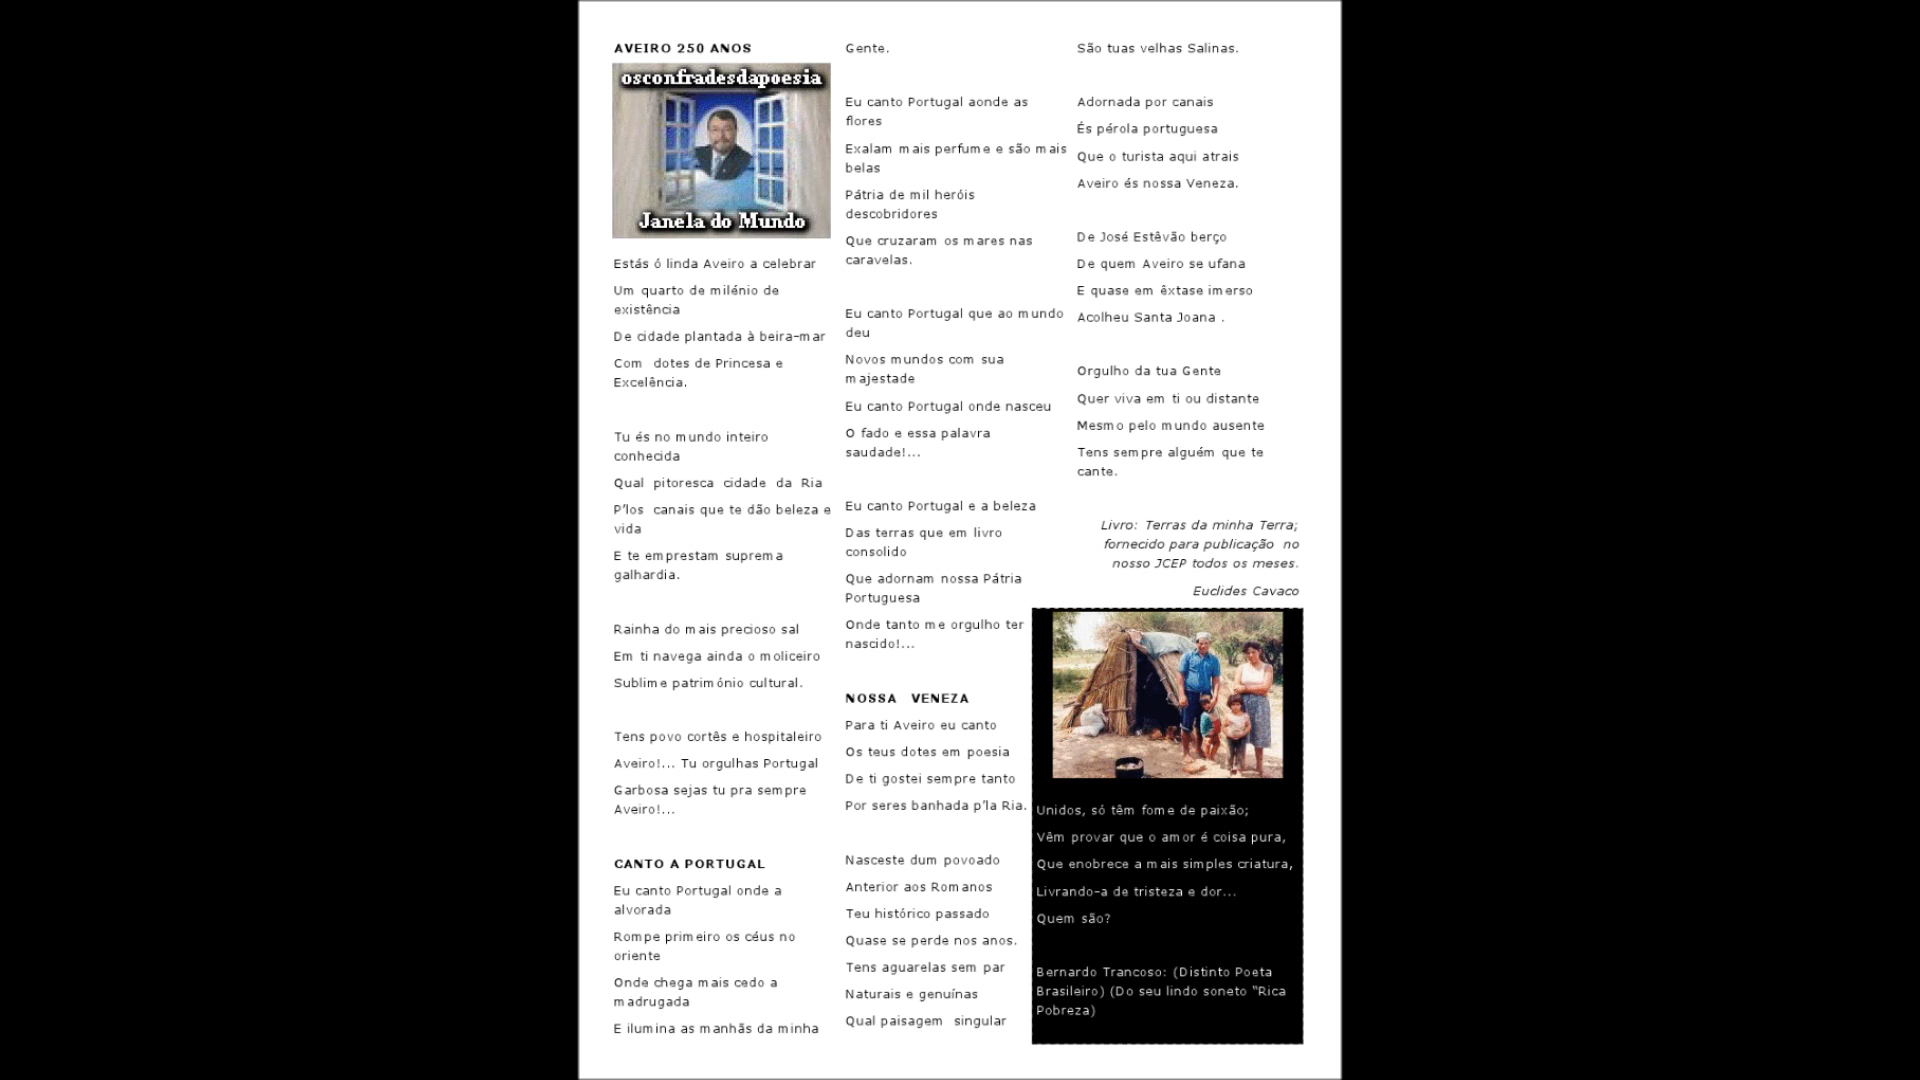 AVEIRO 250 ANOS
osconfradesdapoesia
Janela do Mundo
Estás ó linda Aveiro a celebrar
Um quarto de milénio de
existência
De cidade plantada à beira-mar
Com dotes de Princesa e
Excelência.
Tu és no mundo inteiro
conhecida
Qual pitoresca cidade da Ria
P'los canais que te dão beleza e
vida
E te emprestam suprema
galhardia.
Rainha do mais precioso sal
Em ti navega ainda o moliceiro
Sublime património cultural.
Tens povo cortês e hospitaleiro
Aveiro!... Tu orgulhas Portugal
Garbosa sejas tu pra sempre
Aveiro!...
CANTO A PORTUGAL
Eu canto Portugal onde a
alvorada
Rompe primeiro os céus no
oriente
Onde chega mais cedo a
madrugada
E ilumina as manhãs da minha
Gente.
Eu canto Portugal aonde as
flores
Exalam mais perfume e são mais
belas
Pátria de mil heróis
descobridores
Que cruzaram os mares nas
caravelas.
Eu canto Portugal que ao mundo
deu
Novos mundos com sua
majestade
Eu canto Portugal onde nasceu
O fado e essa palavra
saudade!...
Eu canto Portugal e a beleza
Das terras que em livro
consolido
Que adornam nossa Pátria
Portuguesa
Onde tanto me orgulho ter
nascido!...
NOSSA VENEZA
Para ti Aveiro eu canto
Os teus dotes em poesia
De ti gostei sempre tanto
Por seres banhada p'la Ria.
Nasceste dum povoado
Anterior aos Romanos
Teu histórico passado
Quase se perde nos anos.
Tens aguarelas sem par
Naturais e genuínas
Qual paisagem singular
São tuas velhas Salinas.
Adornada por canais
És pérola portuguesa
Que o turista aqui atrais
Aveiro és nossa Veneza.
De José Estêvão berço
De quem Aveiro se ufana
E quase em êxtase imerso
Acolheu Santa Joana .
Orgulho da tua Gente
Quer viva em ti ou distante
Mesmo pelo mundo ausente
Tens sempre alguém que te
cante.
Livro: Terras da minha Terra;
fornecido para publicação no
nosso JCEP todos os meses.
Euclides Cavaco
Unidos, só têm fome de paixão;
Vêm provar que o amor é coisa pura,
Que enobrece a mais simples criatura,
Livrando-a de tristeza e dor...
Quem são?
Bernardo Trancoso: (Distinto Poeta
Brasileiro) (Do seu lindo soneto “Rica
Pobreza)